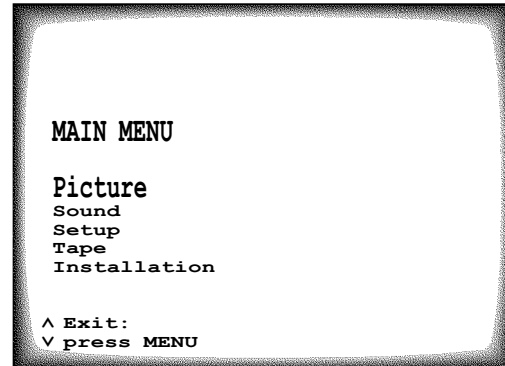 MAIN MENU
Picture
Sound
Setup
Tape
Installation
∧ Exit:
∨ press MENU